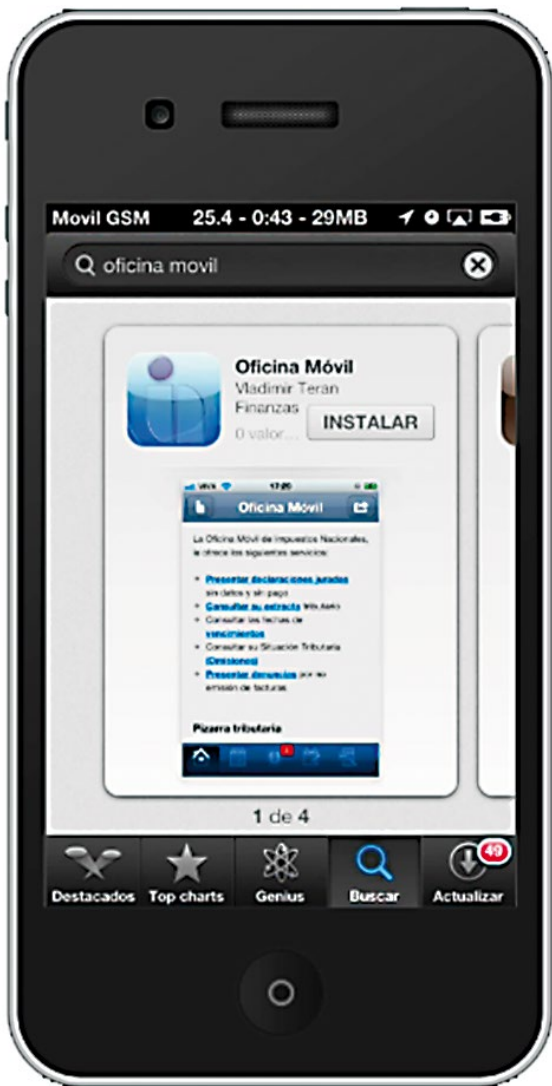 Movil GSM 25.4 - 0:43 - 29MB
oficina movil
Oficina Móvil
Vladimir Teran
Finanzas
0 valor...
INSTALAR
17:20
Oficina Móvil
La Oficina Móvil de Impuestos Nacionales,
le ofrece los siguientes servicios:
Presentar declaraciones juradas
sin datos y sin pago
Consultar su extracto tributario
Consultar las fechas de
vencimientos
Consultar su Situación Tributaria
(Omisiones)
Presentar denuncias por no
emisión de facturas
Pizarra tributaria
1 de 4
49
Destacados Top charts Genius Buscar Actualizar